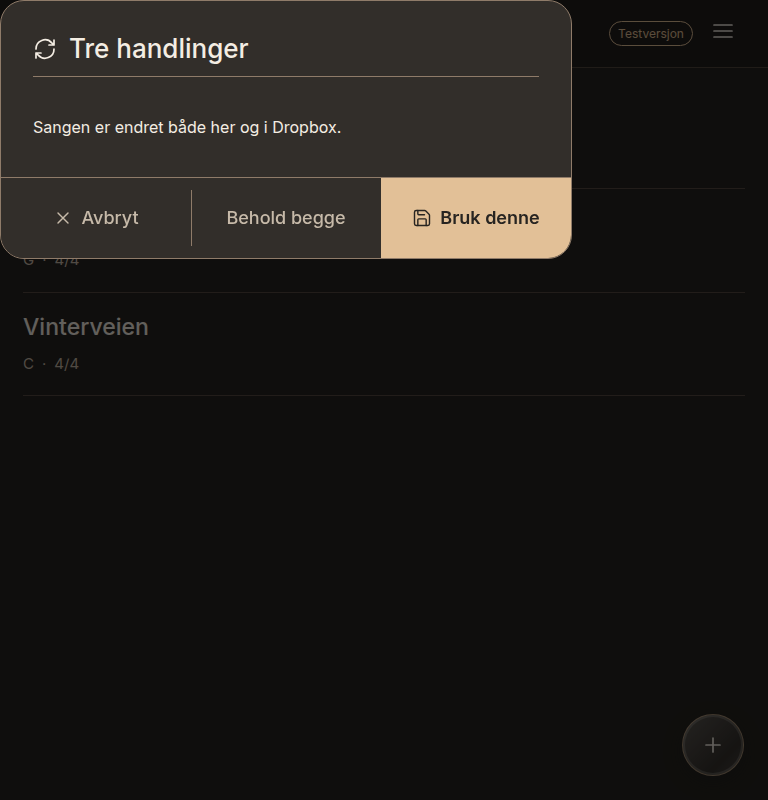 Tre handlinger
Testversjon
Sangen er endret både her og i Dropbox.
Avbryt
Behold begge
Bruk denne
G · 4/4
Vinterveien
C · 4/4